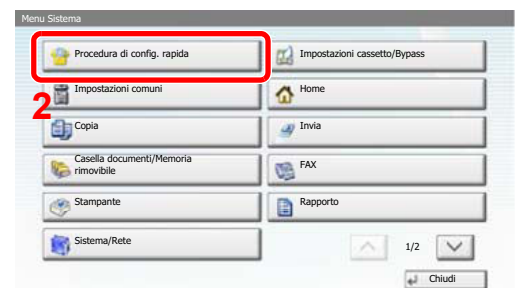 Menu Sistema
Procedura di config. rapida
Impostazioni cassetto/Bypass
2
Impostazioni comuni
Home
Copia
Invia
Casella documenti/Memoria
rimovibile
FAX
Stampante
Rapporto
Sistema/Rete
1/2
Chiudi